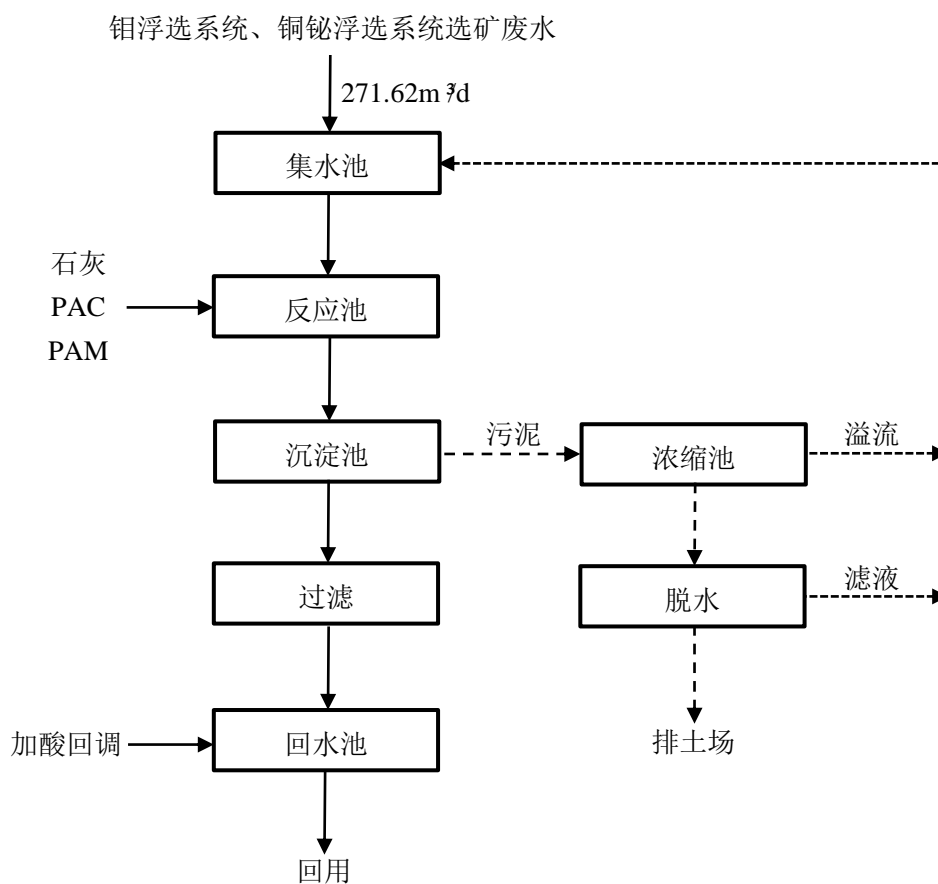 钼浮选系统、铜铋浮选系统选矿废水
271.62m³/d
集水池
石灰
PAC
PAM
反应池
沉淀池
污泥
浓缩池
溢流
过滤
脱水
滤液
加酸回调
回水池
排土场
回用